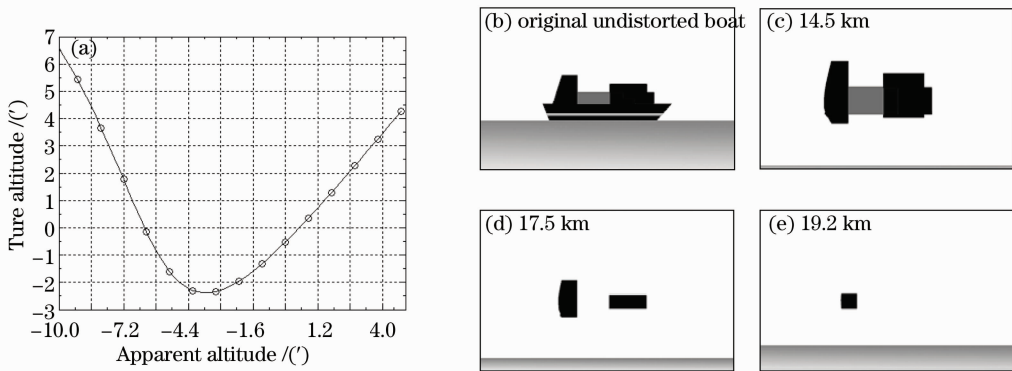 (a)
Ture altitude /(′)
7
6
5
4
3
2
1
0
−1
−2
−3
−10.0 −7.2 −4.4 −1.6 1.2 4.0
Apparent altitude /(′)
(b) original undistorted boat
(c) 14.5 km
(d) 17.5 km
(e) 19.2 km